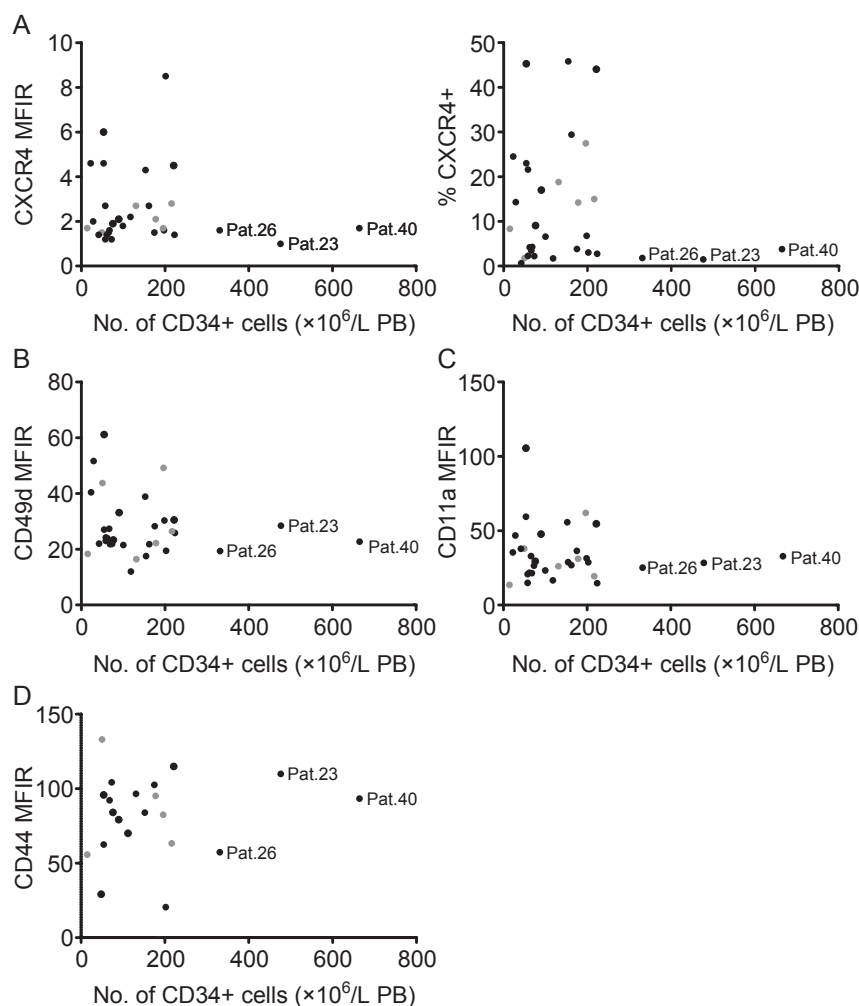 A
CXCR4 MFIR
10
8
6
4
2
0
Pat.26
Pat.23
Pat.40
0 200 400 600 800
No. of CD34+ cells (×10⁶/L PB)
% CXCR4+
50
40
30
20
10
0
Pat.26
Pat.23
Pat.40
0 200 400 600 800
No. of CD34+ cells (×10⁶/L PB)
B
CD49d MFIR
80
60
40
20
0
Pat.23
Pat.26
Pat.40
0 200 400 600 800
No. of CD34+ cells (×10⁶/L PB)
C
CD11a MFIR
150
100
50
0
Pat.26
Pat.23
Pat.40
0 200 400 600 800
No. of CD34+ cells (×10⁶/L PB)
D
CD44 MFIR
150
100
50
0
Pat.23
Pat.40
Pat.26
0 200 400 600 800
No. of CD34+ cells (×10⁶/L PB)